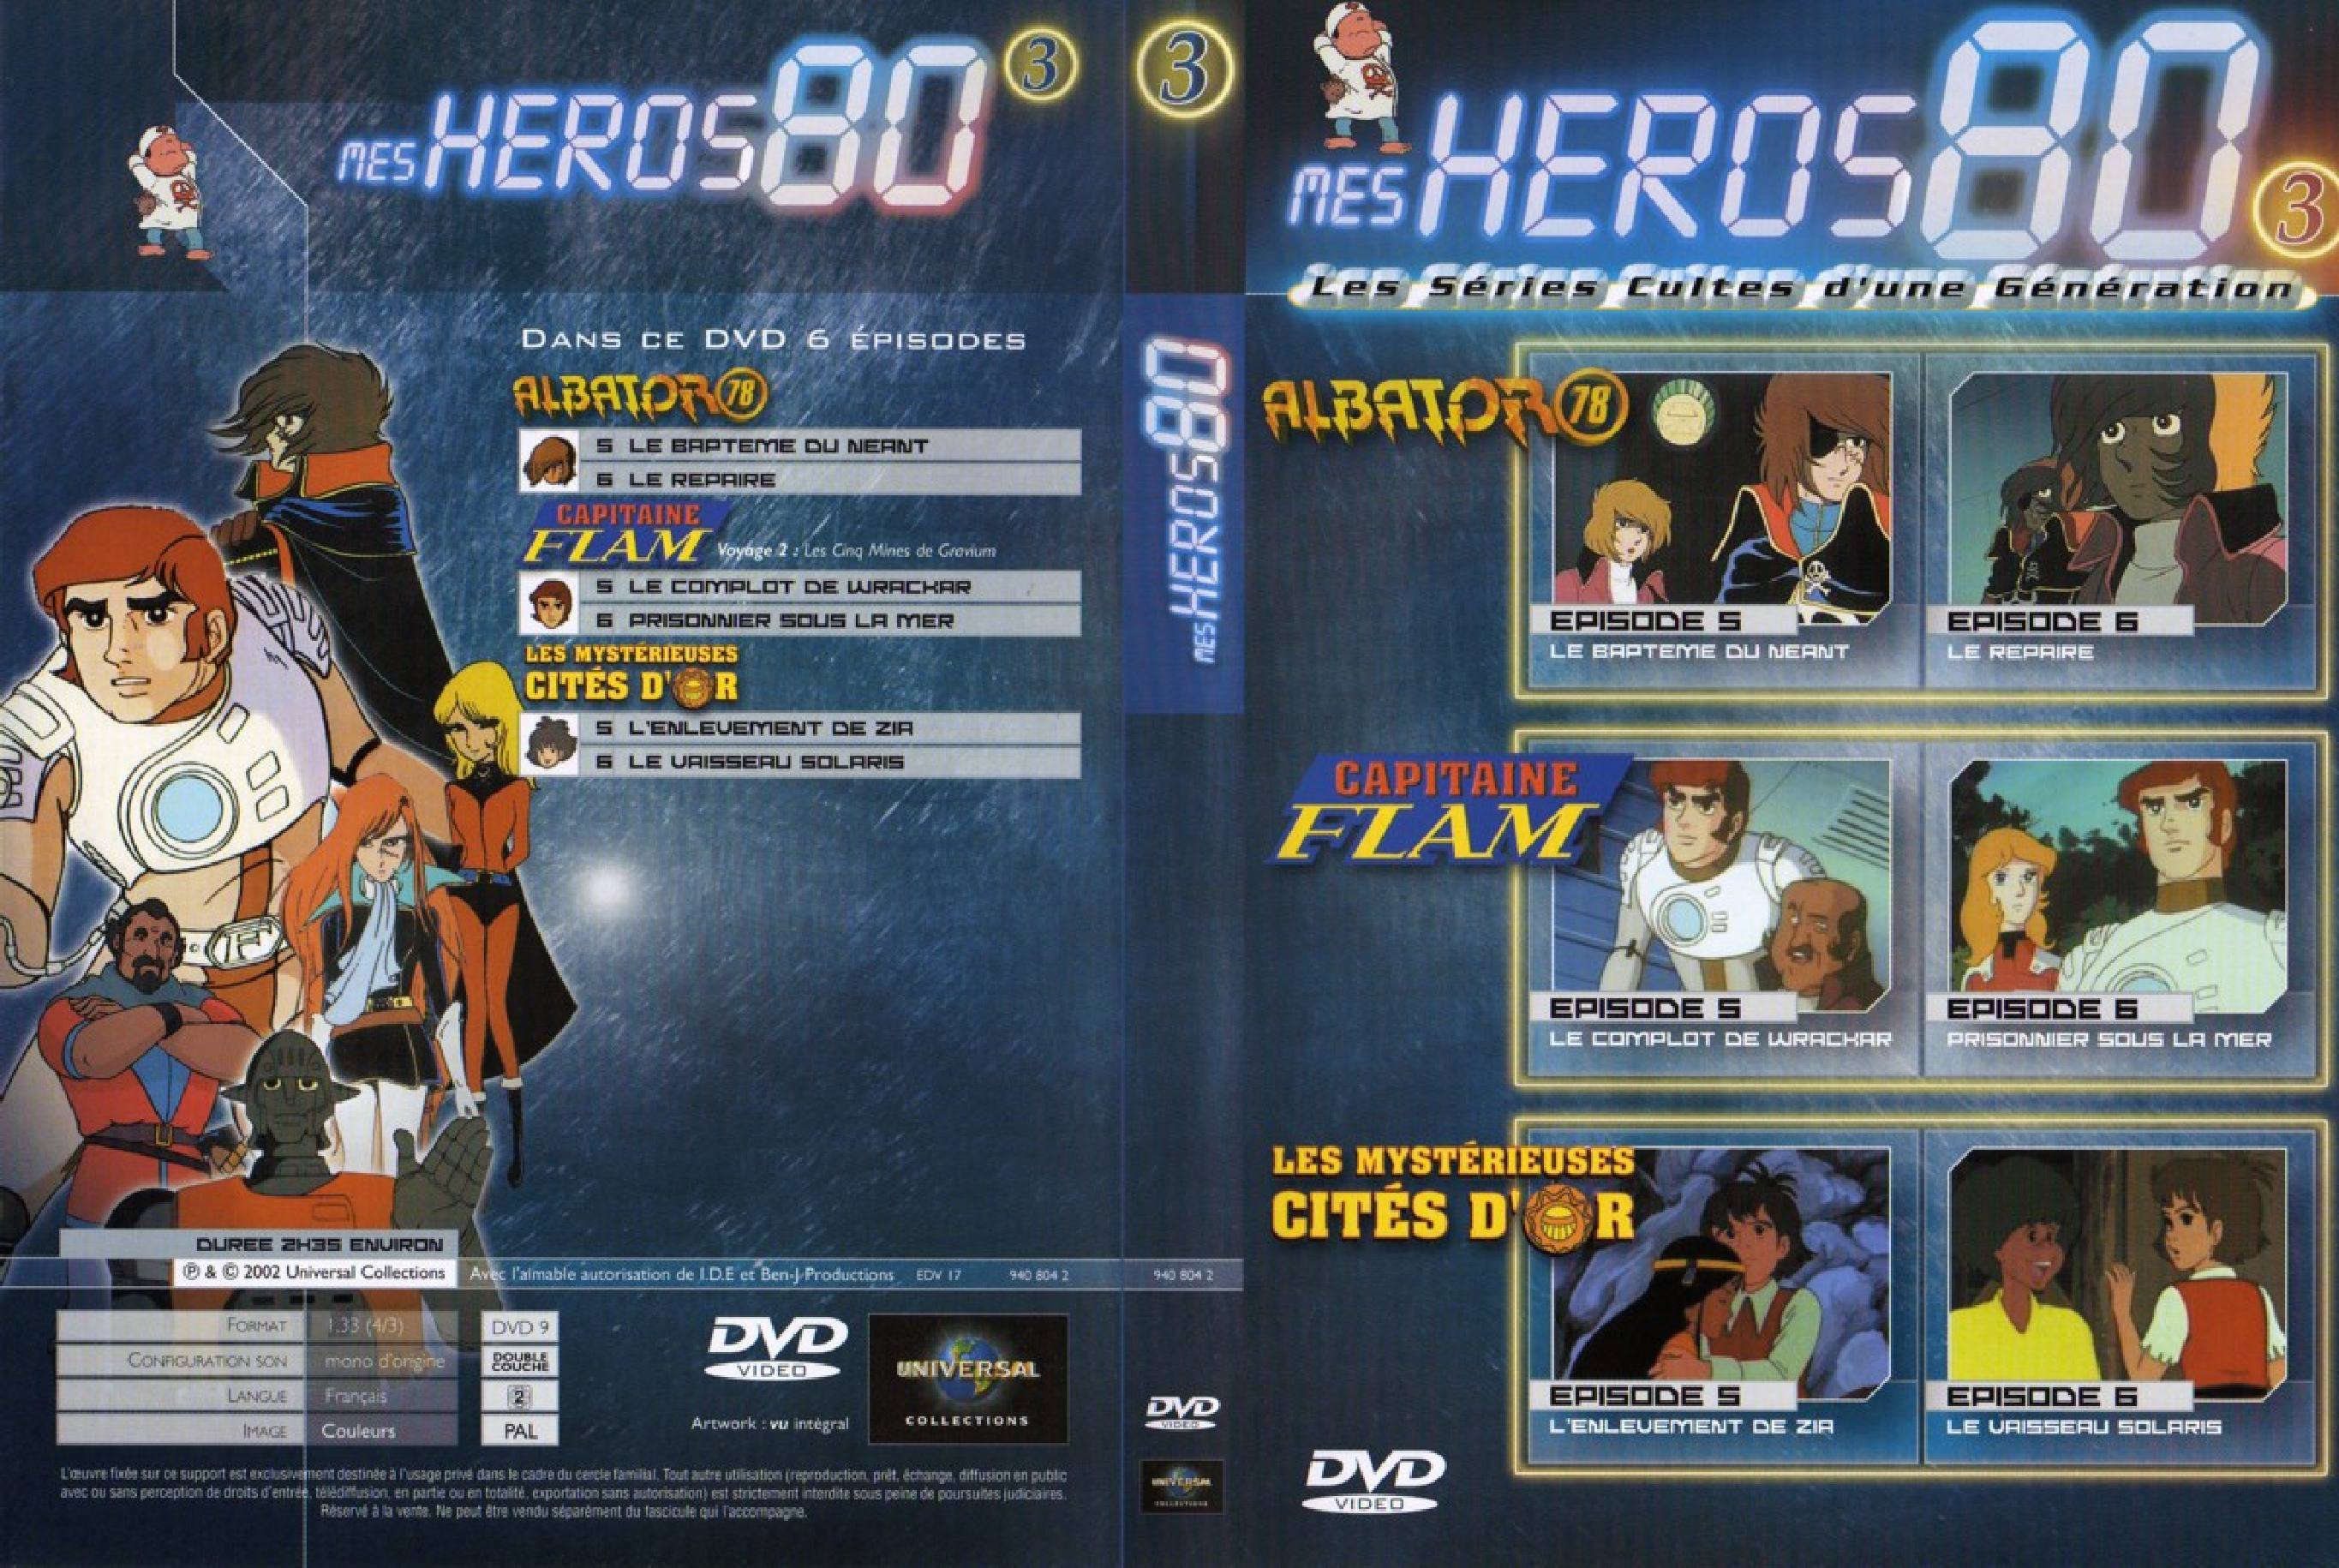 MES HEROS 80
3
DANS CE DVD 6 ÉPISODES
ALBATOR 78
5 LE BAPTEME DU NEANT
6 LE REPAIRE
CAPITAINE
FLAM
Voyage 2 : Les Cinq Mines de Gravium
5 LE COMPLOT DE WRACKAR
6 PRISONNIER SOUS LA MER
LES MYSTÉRIEUSES
CITÉS D'OR
5 L'ENLEVEMENT DE ZIA
6 LE VAISSEAU SOLARIS
F
DUREE 2H35 ENVIRON
℗ & © 2002 Universal Collections
Avec l'aimable autorisation de I.D.E et Ben-J-Productions EDV 17 940 804 2
FORMAT 1.33 (4/3)
CONFIGURATION SON mono d'origine
LANGUE Français
IMAGE Couleurs
DVD 9
DOUBLE
COUCHE
2
PAL
DVD
VIDEO
Artwork : vu intégral
UNIVERSAL
COLLECTIONS
L'œuvre fixée sur ce support est exclusivement destinée à l'usage privé dans le cadre du cercle familial. Tout autre utilisation (reproduction, prêt, échange, diffusion en public
avec ou sans perception de droits d'entrée, télédiffusion, en partie ou en totalité, exportation sans autorisation) est strictement interdite sous peine de poursuites judiciaires.
Réservé à la vente. Ne peut être vendu séparément du fascicule qui l'accompagne.
3
MES HEROS 80
940 804 2
DVD
VIDEO
UNIVERSAL
COLLECTIONS
MES HEROS 80
3
Les Séries Cultes d'une Génération
ALBATOR 78
EPISODE 5
LE BAPTEME DU NEANT
EPISODE 6
LE REPAIRE
CAPITAINE
FLAM
EPISODE 5
LE COMPLOT DE WRACKAR
EPISODE 6
PRISONNIER SOUS LA MER
LES MYSTÉRIEUSES
CITÉS D'OR
EPISODE 5
L'ENLEVEMENT DE ZIA
EPISODE 6
LE VAISSEAU SOLARIS
DVD
VIDEO